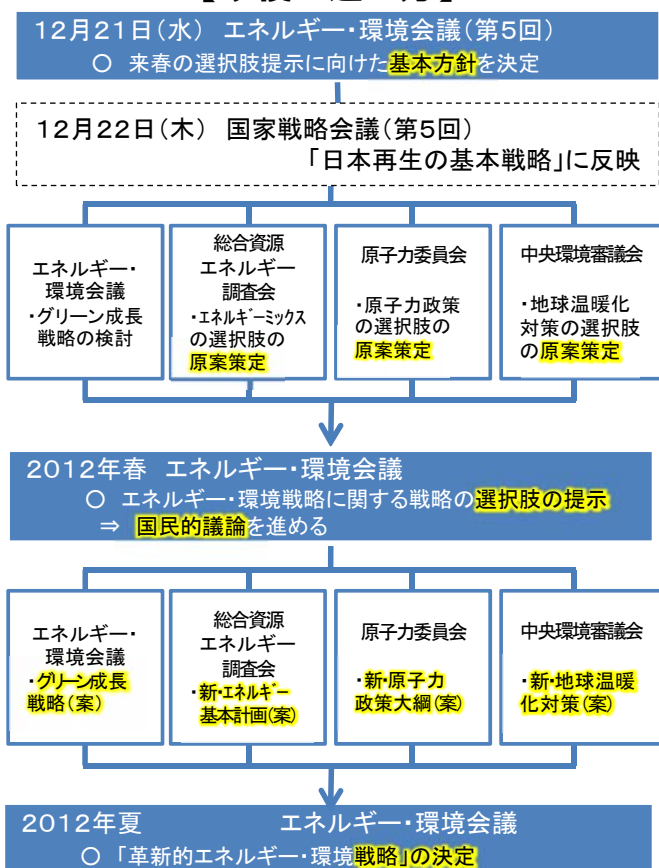 12月21日(水) エネルギー・環境会議(第5回)
○ 来春の選択肢提示に向けた基本方針を決定
12月22日(木) 国家戦略会議(第5回)
「日本再生の基本戦略」に反映
エネルギー・
環境会議
・グリーン成長
戦略の検討
総合資源
エネルギー
調査会
・エネルギーミックス
の選択肢の
原案策定
原子力委員会
・原子力政策
の選択肢の
原案策定
中央環境審議会
・地球温暖化
対策の選択肢
の原案策定
2012年春 エネルギー・環境会議
○ エネルギー・環境戦略に関する戦略の選択肢の提示
⇒ 国民的議論を進める
エネルギー・
環境会議
・グリーン成長
戦略(案)
総合資源
エネルギー
調査会
・新・エネルギー
基本計画(案)
原子力委員会
・新・原子力
政策大綱(案)
中央環境審議会
・新・地球温暖
化対策(案)
2012年夏 エネルギー・環境会議
○ 「革新的エネルギー・環境戦略」の決定